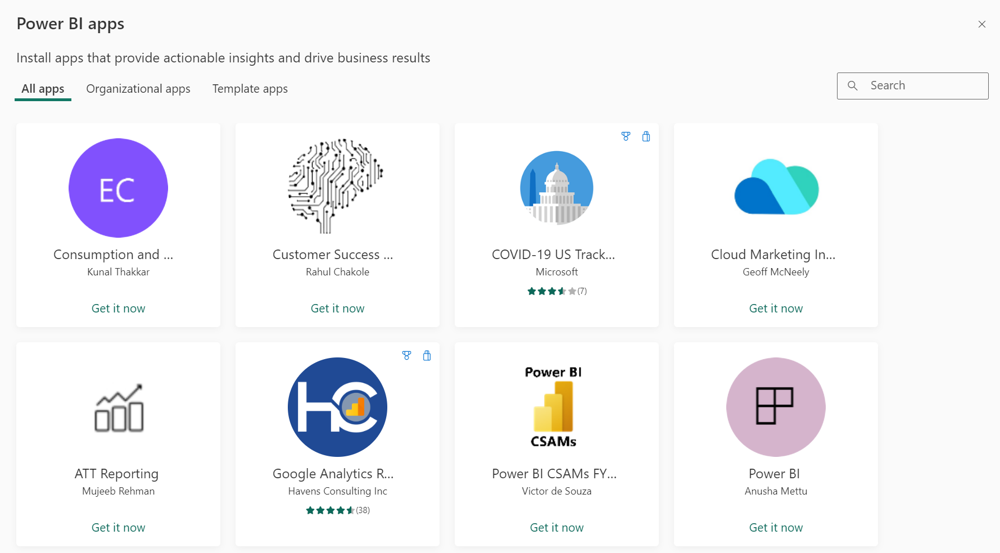 Power BI apps
Install apps that provide actionable insights and drive business results
All apps Organizational apps Template apps
Search
EC
Consumption and ...
Kunal Thakkar
Get it now
Customer Success ...
Rahul Chakole
Get it now
COVID-19 US Track...
Microsoft
(7)
Cloud Marketing In...
Geoff McNeely
Get it now
ATT Reporting
Mujeeb Rehman
Get it now
HC
Google Analytics R...
Havens Consulting Inc
(38)
Power BI
CSAMs
Power BI CSAMs FY...
Victor de Souza
Get it now
Power BI
Anusha Mettu
Get it now